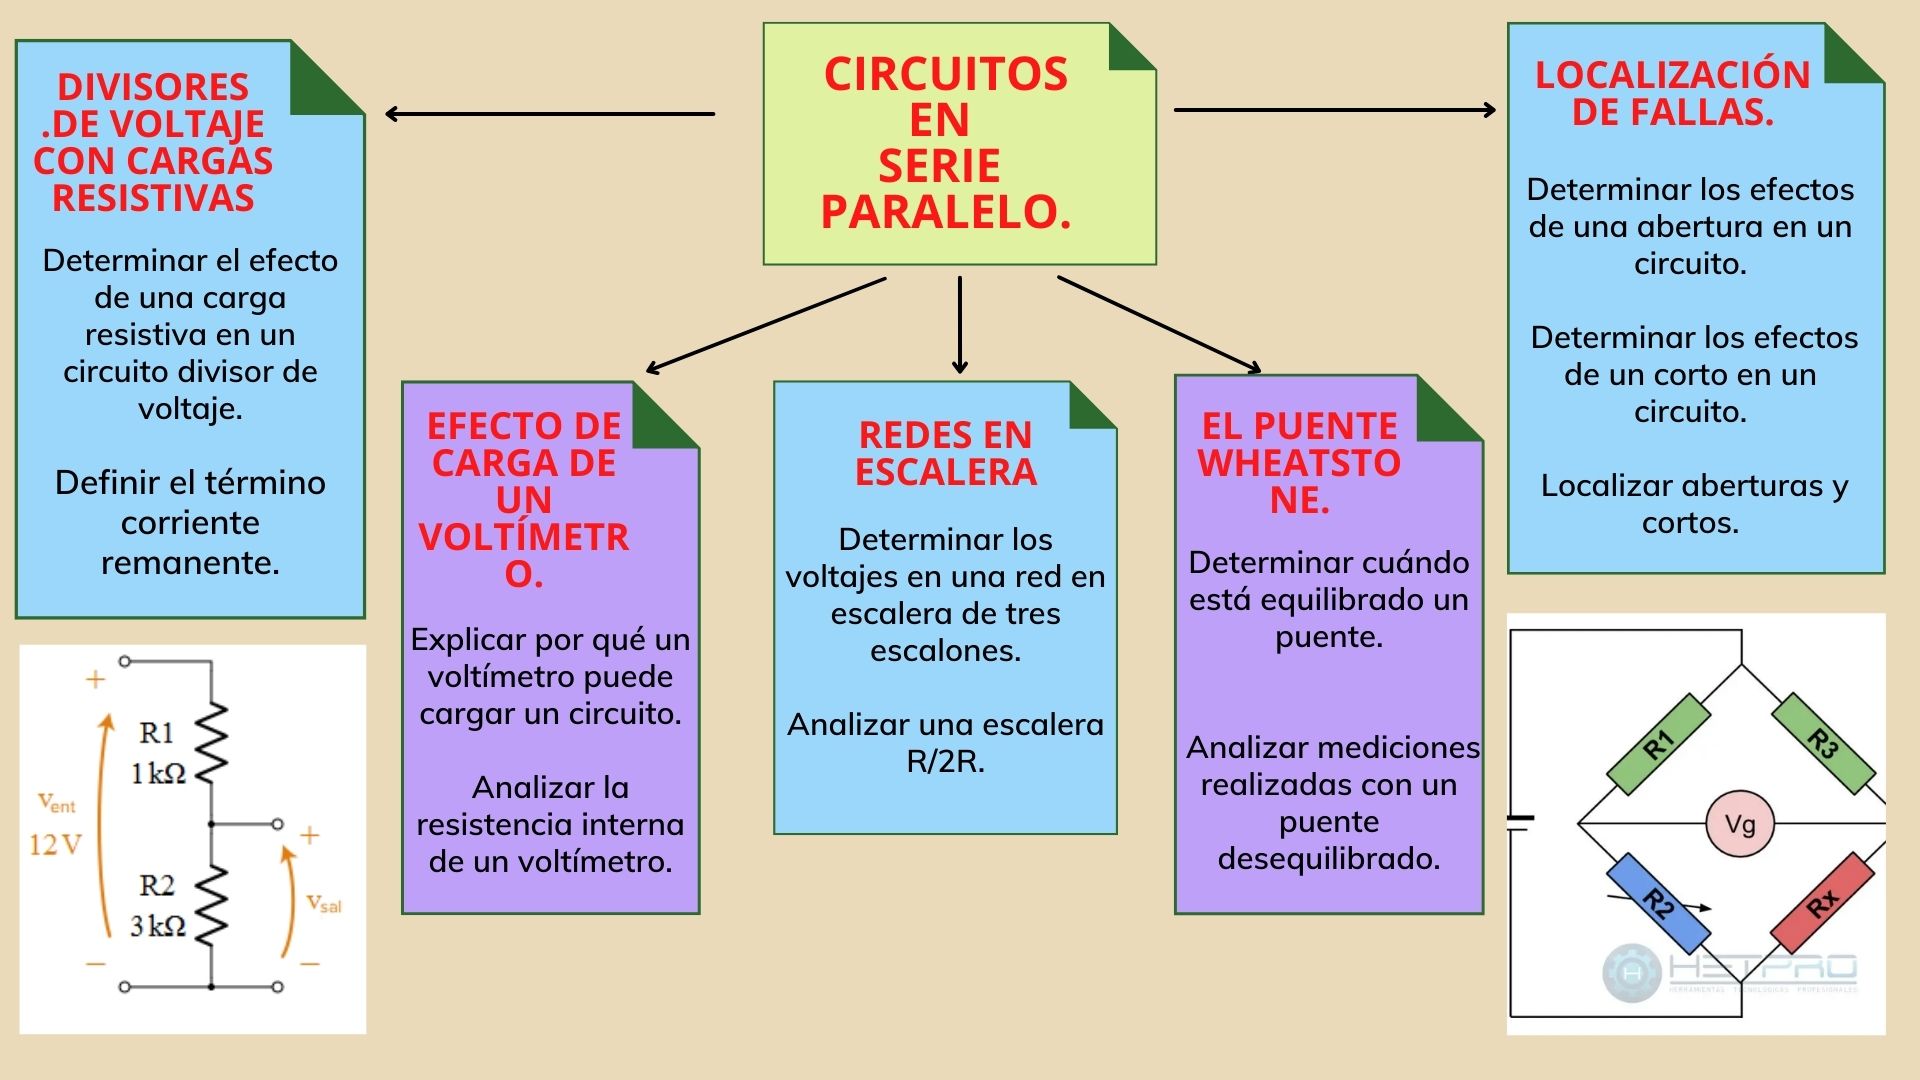 DIVISORES
.DE VOLTAJE
CON CARGAS
RESISTIVAS
Determinar el efecto
de una carga
resistiva en un
circuito divisor de
voltaje.
Definir el término
corriente
remanente.
CIRCUITOS
EN
SERIE
PARALELO.
LOCALIZACIÓN
DE FALLAS.
Determinar los efectos
de una abertura en un
circuito.
Determinar los efectos
de un corto en un
circuito.
Localizar aberturas y
cortos.
EFECTO DE
CARGA DE
UN
VOLTÍMETR
O.
Explicar por qué un
voltímetro puede
cargar un circuito.
Analizar la
resistencia interna
de un voltímetro.
REDES EN
ESCALERA
Determinar los
voltajes en una red en
escalera de tres
escalones.
Analizar una escalera
R/2R.
EL PUENTE
WHEATSTO
NE.
Determinar cuándo
está equilibrado un
puente.
Analizar mediciones
realizadas con un
puente
desequilibrado.
+
R1
1 kΩ
vent
12 V
+
R2
3 kΩ
vsal
−
−
R1
R3
Vg
R2
Rx
H
HETPRO
HERRAMIENTAS TECNOLOGICAS PROFESIONALES